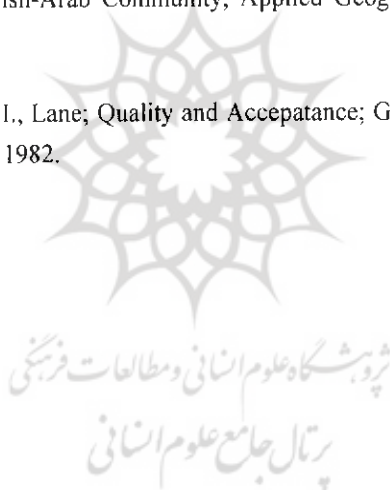 ish-Arab Community; Applied Geog
I., Lane; Quality and Accepatance; G
1982.
پژوهشگاه علوم انسانی و مطالعات فرهنگی
پرتال جامع علوم انسانی